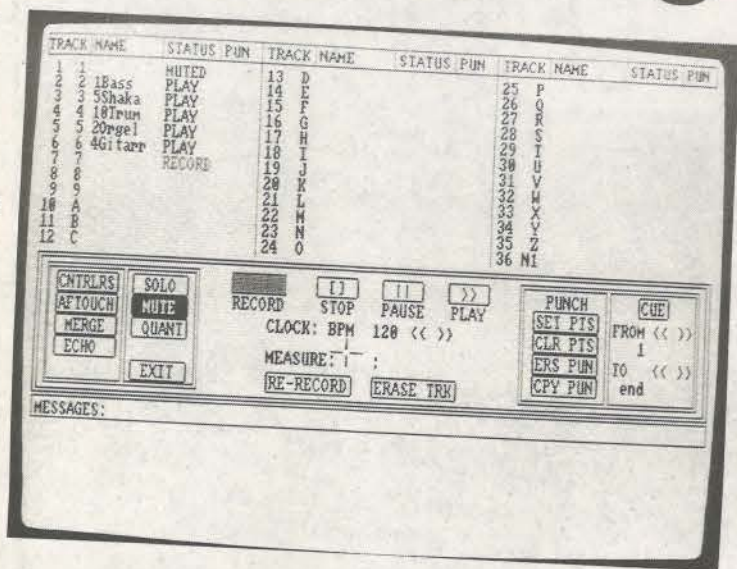 TRACK NAME STATUS PUN TRACK NAME STATUS PUN TRACK NAME STATUS PUN
1 1 MUTED 13 D 25 P
2 2 1Bass PLAY 14 E 26 Q
3 3 5Shaka PLAY 15 F 27 R
4 4 10Trum PLAY 16 G 28 S
5 5 2Orgel PLAY 17 H 29 T
6 6 4Gitarr PLAY 18 I 30 U
7 7 RECORD 19 J 31 V
8 8 20 K 32 W
9 9 21 L 33 X
10 A 22 M 34 Y
11 B 23 N 35 Z
12 C 24 O 36 N1
CNTRLRS SOLO [] || >> PUNCH CUE
AFTOUCH MUTE RECORD STOP PAUSE PLAY SET PTS FROM << >>
MERGE QUANT CLOCK: BPM 120 << >> CLR PTS 1
ECHO MEASURE: : ERS PUN TO << >>
EXIT RE-RECORD ERASE TRK CPY PUN end
MESSAGES: